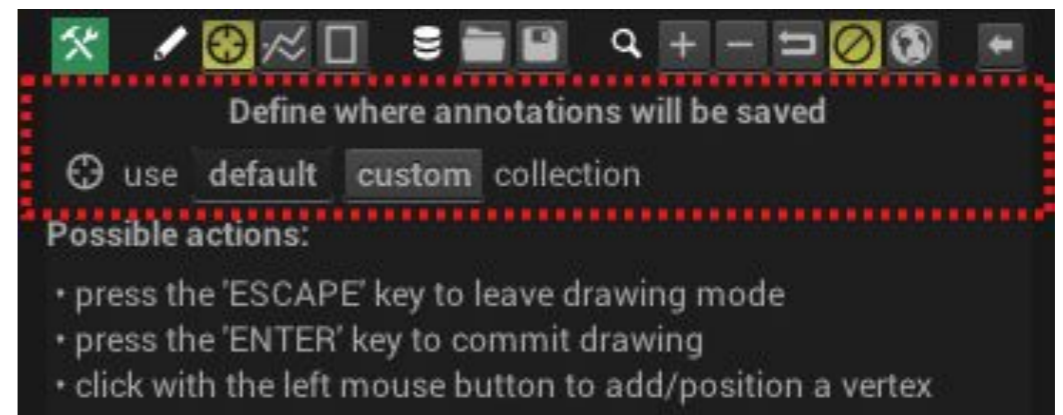 Define where annotations will be saved
use default custom collection
Possible actions:
• press the 'ESCAPE' key to leave drawing mode
• press the 'ENTER' key to commit drawing
• click with the left mouse button to add/position a vertex